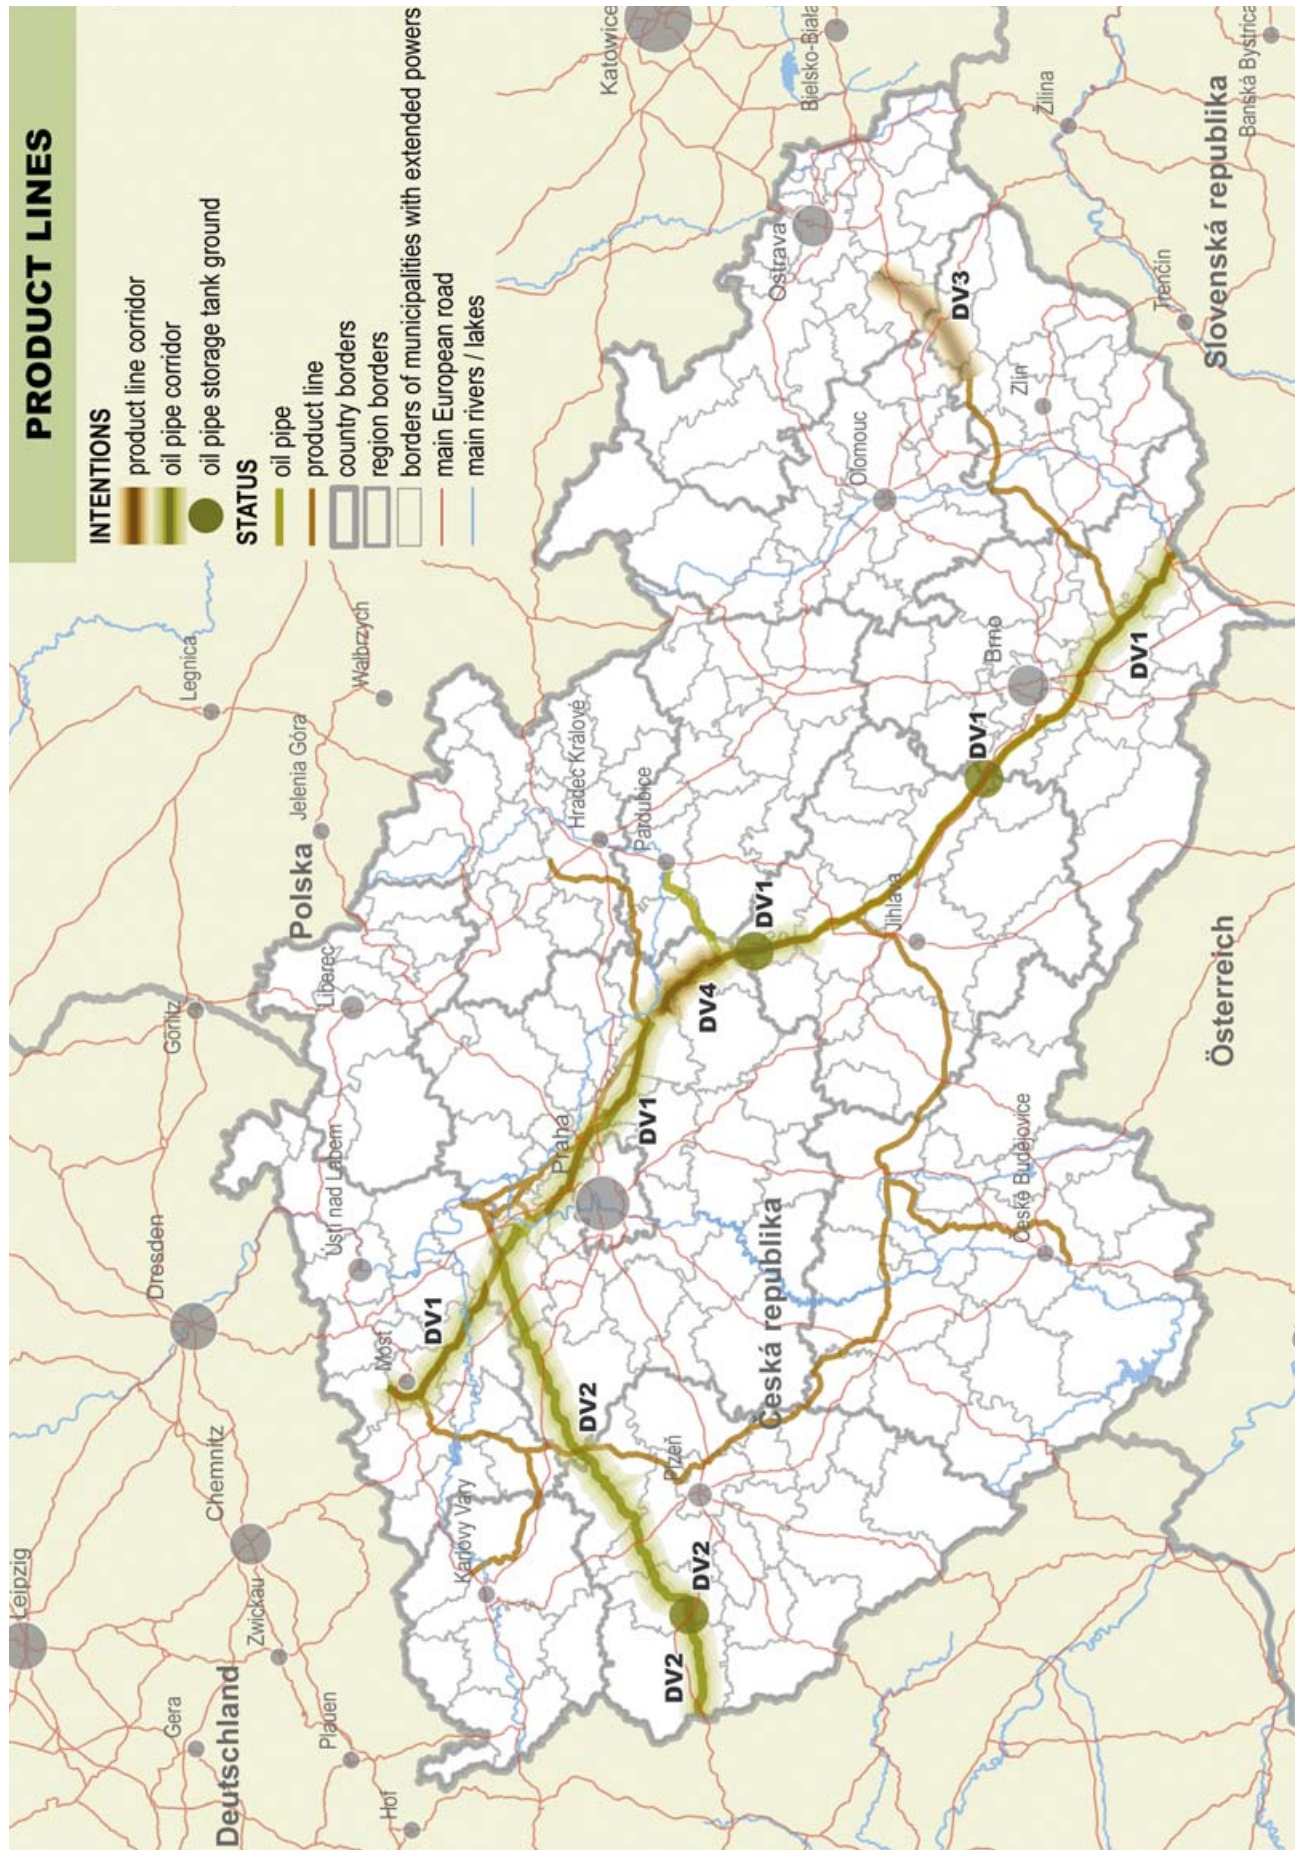 PRODUCT LINES
INTENTIONS
product line corridor
oil pipe corridor
oil pipe storage tank ground
STATUS
oil pipe
product line
country borders
region borders
borders of municipalities with extended powers
main European road
main rivers / lakes
Leipzig
Gera
Zwickau
Chemnitz
Dresden
Görlitz
Legnica
Jelenia Góra
Wałbrzych
Deutschland
Plauen
Hof
Polska
Katowice
Bielsko-Biała
Liberec
Ústí nad Labem
Most
Karlovy Vary
DV1
Praha
Hradec Králové
Pardubice
Ostrava
DV2
DV1
DV4
DV1
Olomouc
DV3
Žilina
Banská Bystrica
DV2
DV2
Plzeň
Česká republika
Jihlava
DV1
Brno
Zlín
Trenčín
Slovenská republika
České Budějovice
DV1
Österreich